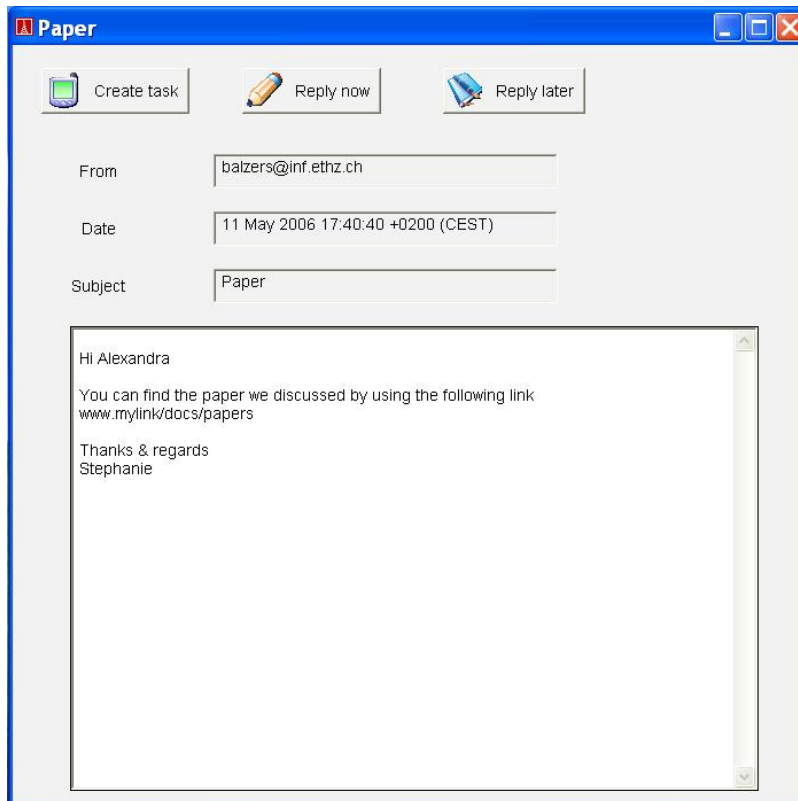 Paper
Create task
Reply now
Reply later
From
balzers@inf.ethz.ch
Date
11 May 2006 17:40:40 +0200 (CEST)
Subject
Paper
Hi Alexandra
You can find the paper we discussed by using the following link
www.mylink/docs/papers
Thanks & regards
Stephanie